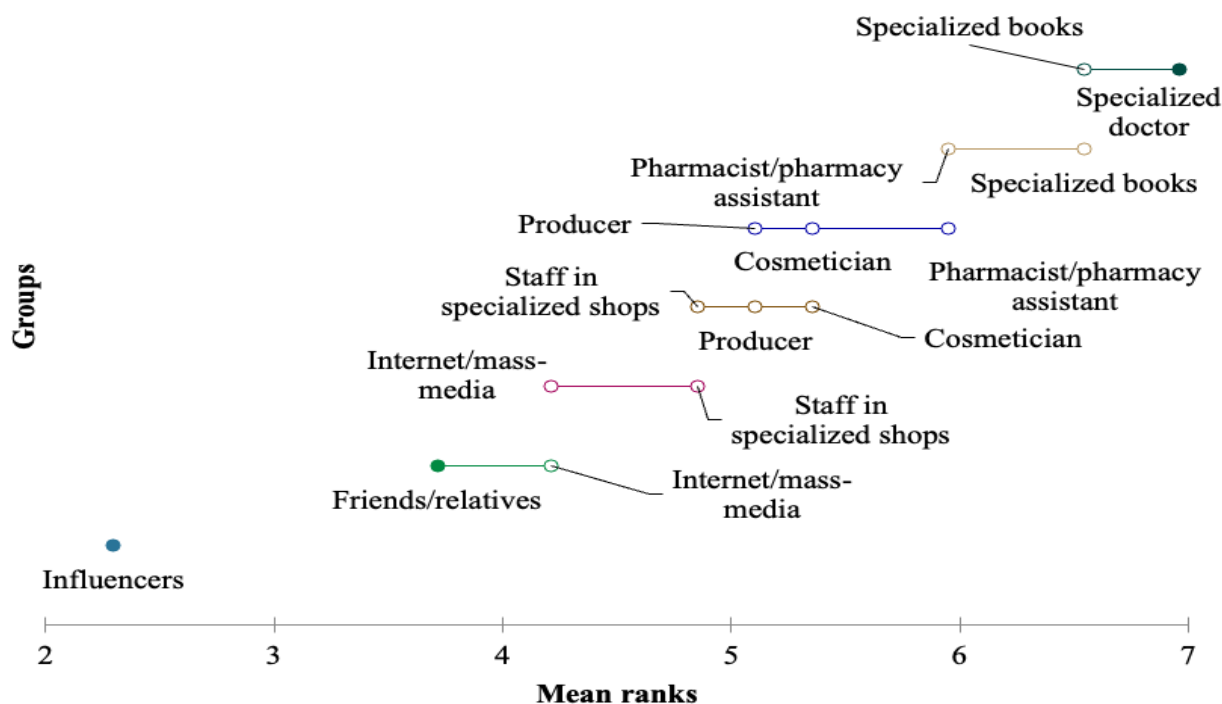 Specialized books
Specialized
doctor
Pharmacist/pharmacy
assistant
Specialized books
Producer
Cosmetician
Pharmacist/pharmacy
assistant
Staff in
specialized shops
Producer
Cosmetician
Internet/mass-
media
Staff in
specialized shops
Friends/relatives
Internet/mass-
media
Influencers
Groups
2 3 4 5 6 7
Mean ranks